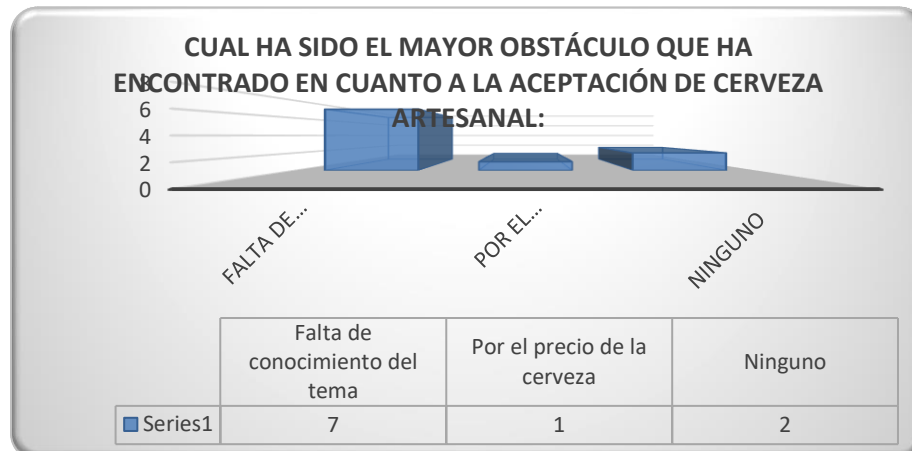 CUAL HA SIDO EL MAYOR OBSTÁCULO QUE HA
ENCONTRADO EN CUANTO A LA ACEPTACIÓN DE CERVEZA
ARTESANAL:
8
6
4
2
0
FALTA DE...
POR EL...
NINGUNO
Falta de
conocimiento del
tema
Por el precio de la
cerveza
Ninguno
Series1 7 1 2